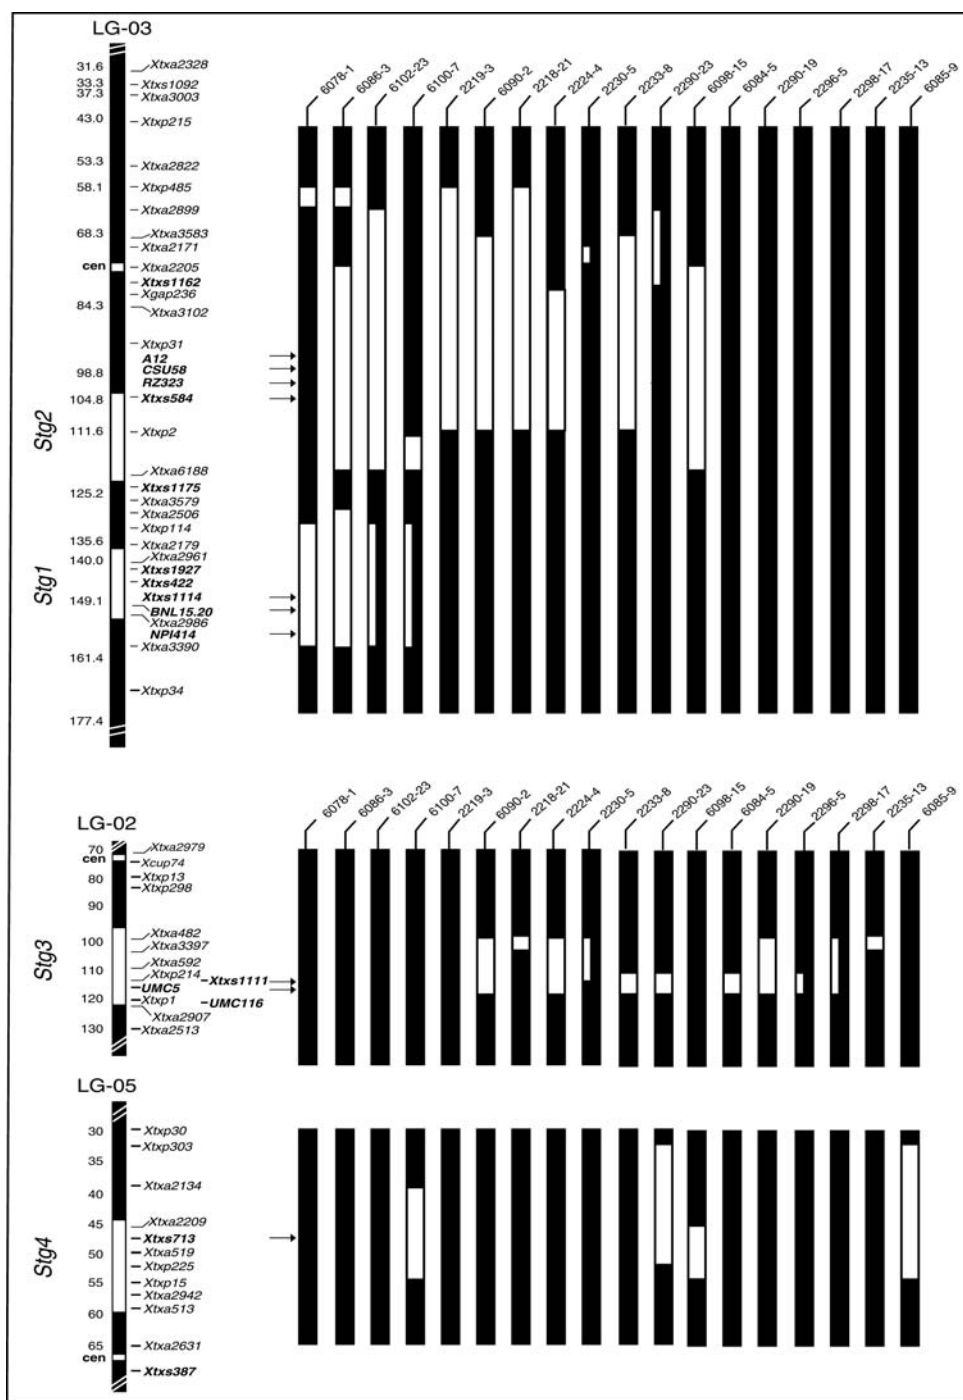 LG-03
6078-1 6086-3 6102-23 6100-7 2219-3 6090-2 2218-21 2224-4 2230-5 2233-8 2290-23 6098-15 6084-5 2290-19 2296-5 2298-17 2235-13 6085-9
31.6 Xtxa2328
33.3 Xtxs1092
37.3 Xtxa3003
43.0 Xtxp215
53.3 Xtxa2822
58.1 Xtxp485
Xtxa2899
68.3 Xtxa3583
Xtxa2171
cen Xtxa2205
Xtxs1162
Xgap236
84.3 Xtxa3102
Xtxp31
A12
98.8 CSU58
RZ323
104.8 Xtxs584
Stg2
111.6 Xtxp2
Xtxa6188
125.2 Xtxs1175
Xtxa3579
Xtxa2506
Xtxp114
135.6 Xtxa2179
140.0 Xtxa2961
Xtxs1927
Stg1
Xtxs422
149.1 Xtxs1114
BNL15.20
Xtxa2986
NPI414
161.4 Xtxa3390
Xtxp34
177.4
LG-02
6078-1 6086-3 6102-23 6100-7 2219-3 6090-2 2218-21 2224-4 2230-5 2233-8 2290-23 6098-15 6084-5 2290-19 2296-5 2298-17 2235-13 6085-9
70 Xtxa2979
cen Xcup74
80 Xtxp13
Xtxp298
90
100 Xtxa482
Xtxa3397
Stg3
110 Xtxa592
Xtxp214 Xtxs1111
UMC5
120 Xtxp1 UMC116
Xtxa2907
130 Xtxa2513
LG-05
30 Xtxp30
Xtxp303
35
40 Xtxa2134
45 Xtxa2209
Xtxs713
Stg4
50 Xtxa519
Xtxp225
55 Xtxp15
Xtxa2942
60 Xtxa513
65 Xtxa2631
cen
Xtxs387